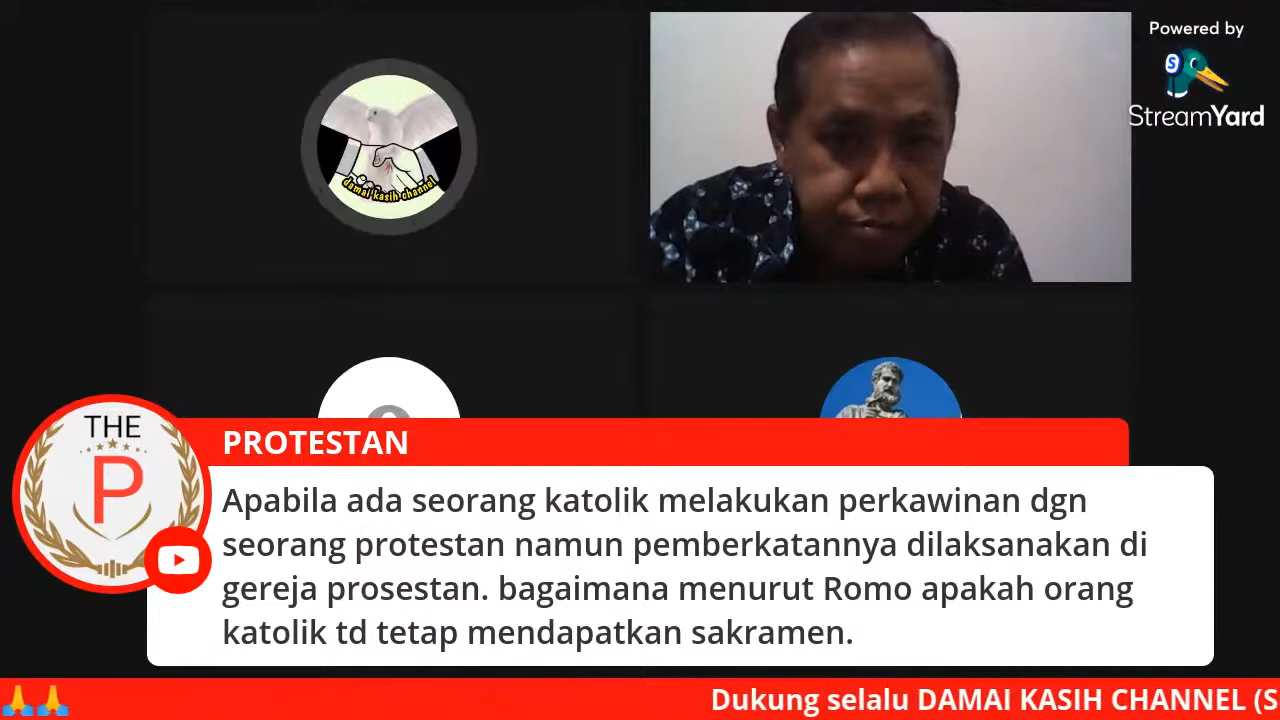 Powered by
S
StreamYard
damai kasih channel
THE
P
PROTESTAN
Apabila ada seorang katolik melakukan perkawinan dgn
seorang protestan namun pemberkatannya dilaksanakan di
gereja prosestan. bagaimana menurut Romo apakah orang
katolik td tetap mendapatkan sakramen.
Dukung selalu DAMAI KASIH CHANNEL (S